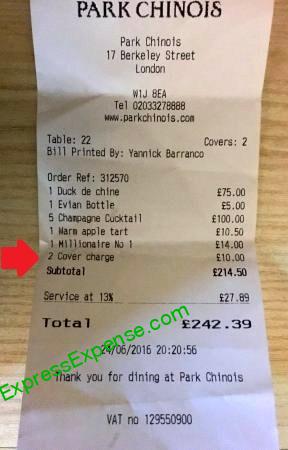 PARK CHINOIS
Park Chinois
17 Berkeley Street
London
W1J 8EA
Tel 02033278888
www.parkchinois.com
Table: 22 Covers: 2
Bill Printed By: Yannick Barranco
Order Ref: 312570
1 Duck de chine £75.00
1 Evian Bottle £5.00
5 Champagne Cucktail £100.00
1 Warm apple tart £10.50
1 Millionaire No 1 £14.00
2 Cover charge £10.00
Subtotal £214.50
Service at 13% £27.89
Total £242.39
24/06/2016 20:20:56
Thank you for dining at Park Chinois
VAT no 129550900
ExpressExpense.com